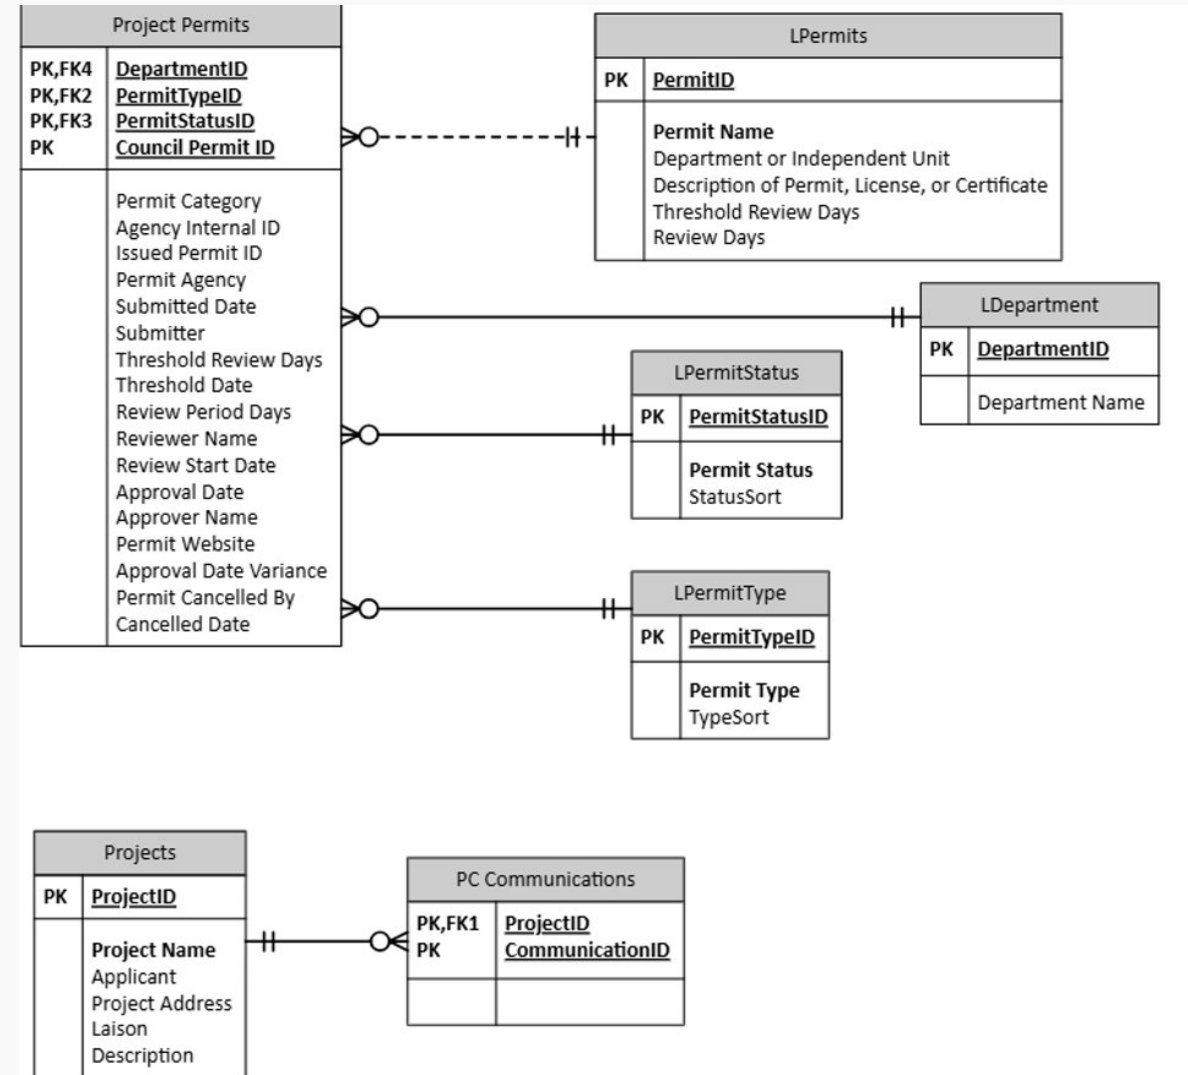 Project Permits
PK,FK4 DepartmentID
PK,FK2 PermitTypeID
PK,FK3 PermitStatusID
PK Council Permit ID
Permit Category
Agency Internal ID
Issued Permit ID
Permit Agency
Submitted Date
Submitter
Threshold Review Days
Threshold Date
Review Period Days
Reviewer Name
Review Start Date
Approval Date
Approver Name
Permit Website
Approval Date Variance
Permit Cancelled By
Cancelled Date
LPermits
PK PermitID
Permit Name
Department or Independent Unit
Description of Permit, License, or Certificate
Threshold Review Days
Review Days
LDepartment
PK DepartmentID
Department Name
LPermitStatus
PK PermitStatusID
Permit Status
StatusSort
LPermitType
PK PermitTypeID
Permit Type
TypeSort
Projects
PK ProjectID
Project Name
Applicant
Project Address
Laison
Description
PC Communications
PK,FK1 ProjectID
PK CommunicationID